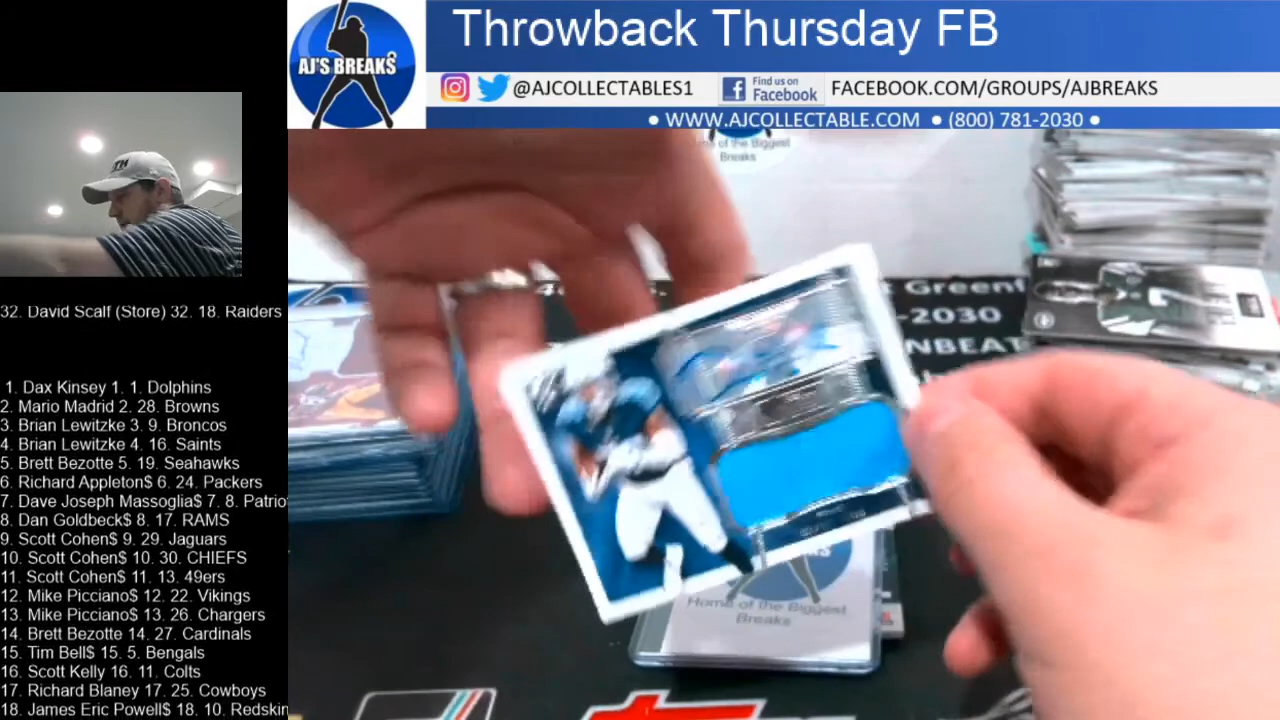 Throwback Thursday FB
AJ'S BREAKS
@AJCOLLECTABLES1
Find us on
Facebook
FACEBOOK.COM/GROUPS/AJBREAKS
• WWW.AJCOLLECTABLE.COM • (800) 781-2030 •
of the Biggest
Breaks
Greenf
-2030
NBEAT
Home of the Biggest
Breaks
32. David Scalf (Store) 32. 18. Raiders
1. Dax Kinsey 1. 1. Dolphins
2. Mario Madrid 2. 28. Browns
3. Brian Lewitzke 3. 9. Broncos
4. Brian Lewitzke 4. 16. Saints
5. Brett Bezotte 5. 19. Seahawks
6. Richard Appleton$ 6. 24. Packers
7. Dave Joseph Massoglia$ 7. 8. Patrio
8. Dan Goldbeck$ 8. 17. RAMS
9. Scott Cohen$ 9. 29. Jaguars
10. Scott Cohen$ 10. 30. CHIEFS
11. Scott Cohen$ 11. 13. 49ers
12. Mike Picciano$ 12. 22. Vikings
13. Mike Picciano$ 13. 26. Chargers
14. Brett Bezotte 14. 27. Cardinals
15. Tim Bell$ 15. 5. Bengals
16. Scott Kelly 16. 11. Colts
17. Richard Blaney 17. 25. Cowboys
18. James Eric Powell$ 18. 10. Redskin